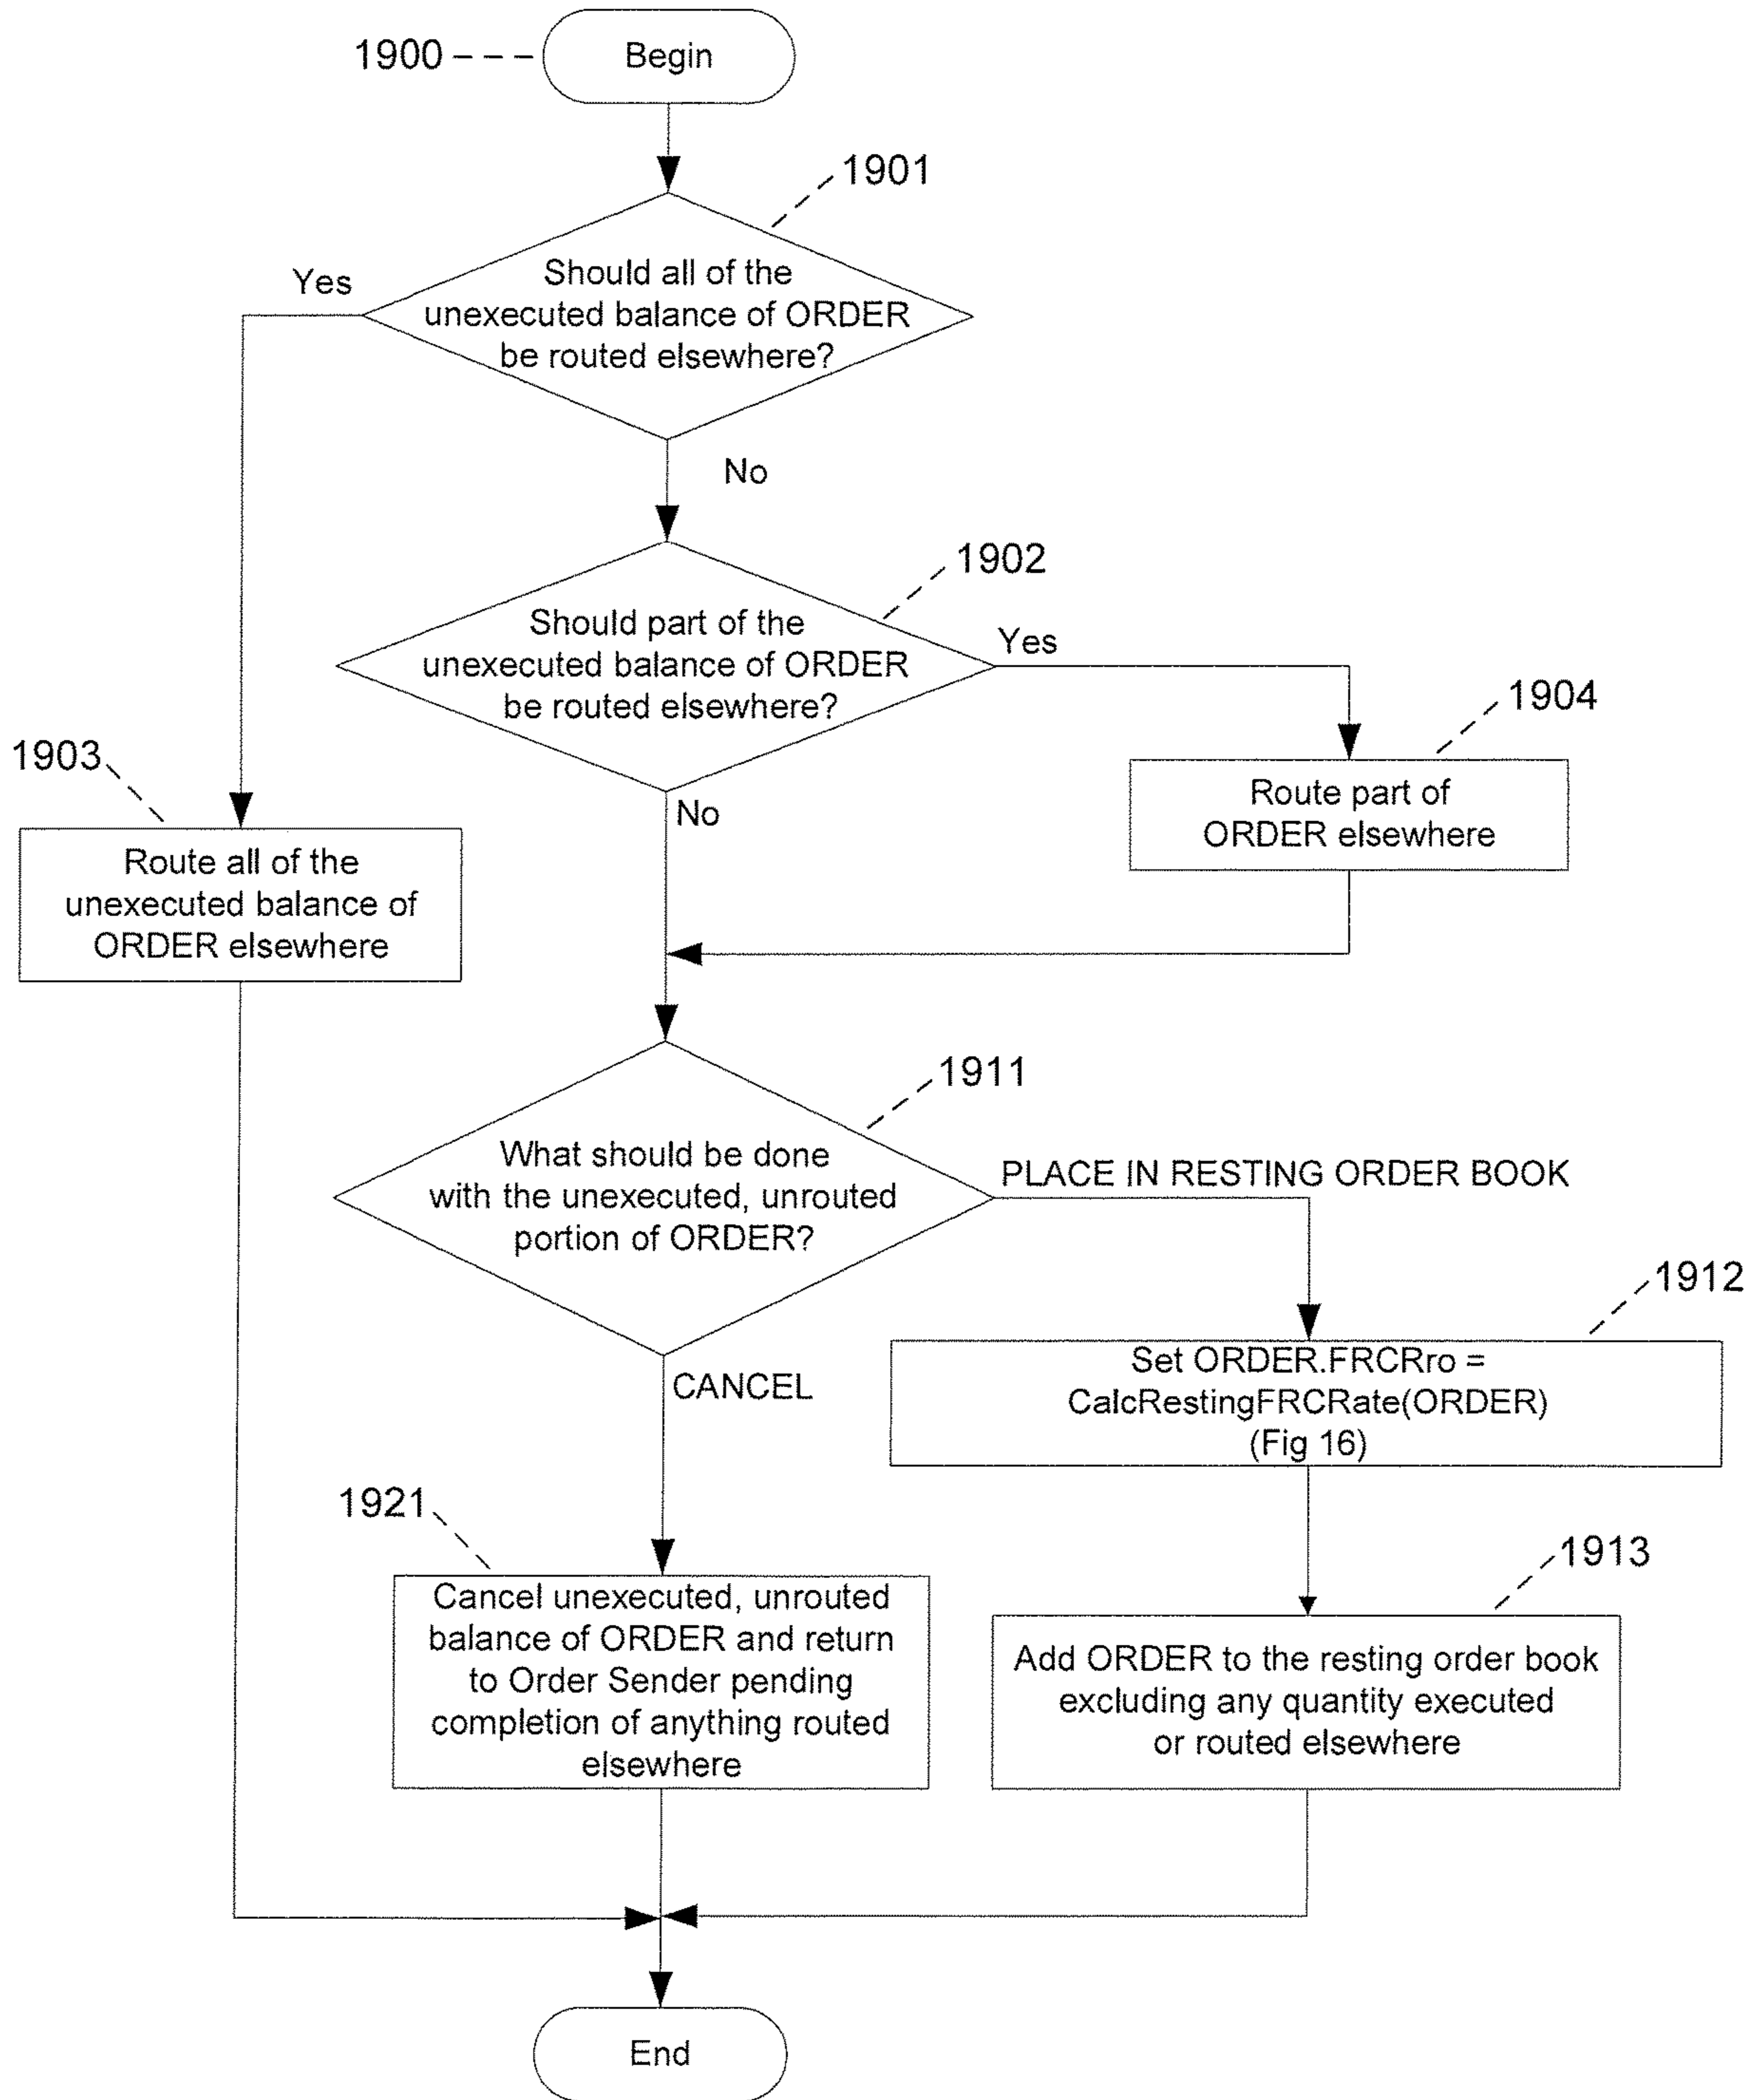 1900
Begin
1901
Should all of the
unexecuted balance of ORDER
be routed elsewhere?
Yes
No
1902
Should part of the
unexecuted balance of ORDER
be routed elsewhere?
Yes
No
1904
Route part of
ORDER elsewhere
1903
Route all of the
unexecuted balance of
ORDER elsewhere
1911
What should be done
with the unexecuted, unrouted
portion of ORDER?
PLACE IN RESTING ORDER BOOK
CANCEL
1912
Set ORDER.FRCRro =
CalcRestingFRCRate(ORDER)
(Fig 16)
1921
Cancel unexecuted, unrouted
balance of ORDER and return
to Order Sender pending
completion of anything routed
elsewhere
1913
Add ORDER to the resting order book
excluding any quantity executed
or routed elsewhere
End